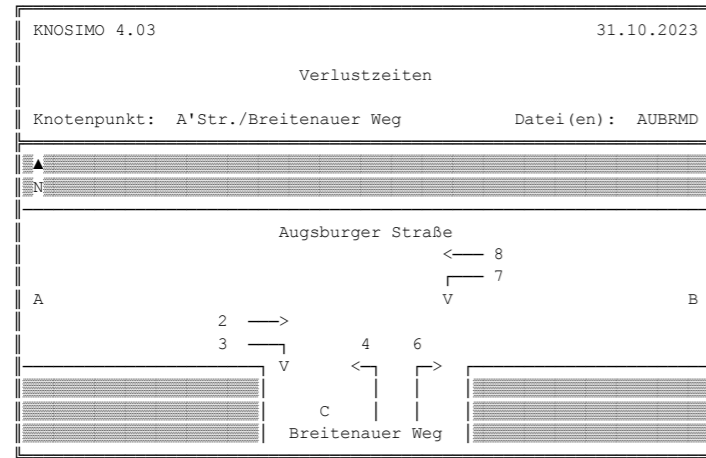 KNOSIMO 4.03 31.10.2023
Verlustzeiten
Knotenpunkt: A'Str./Breitenauer Weg Datei(en): AUBRMD
N
Augsburger Straße
8
7
A V B
2
3 4 6
V
C
Breitenauer Weg